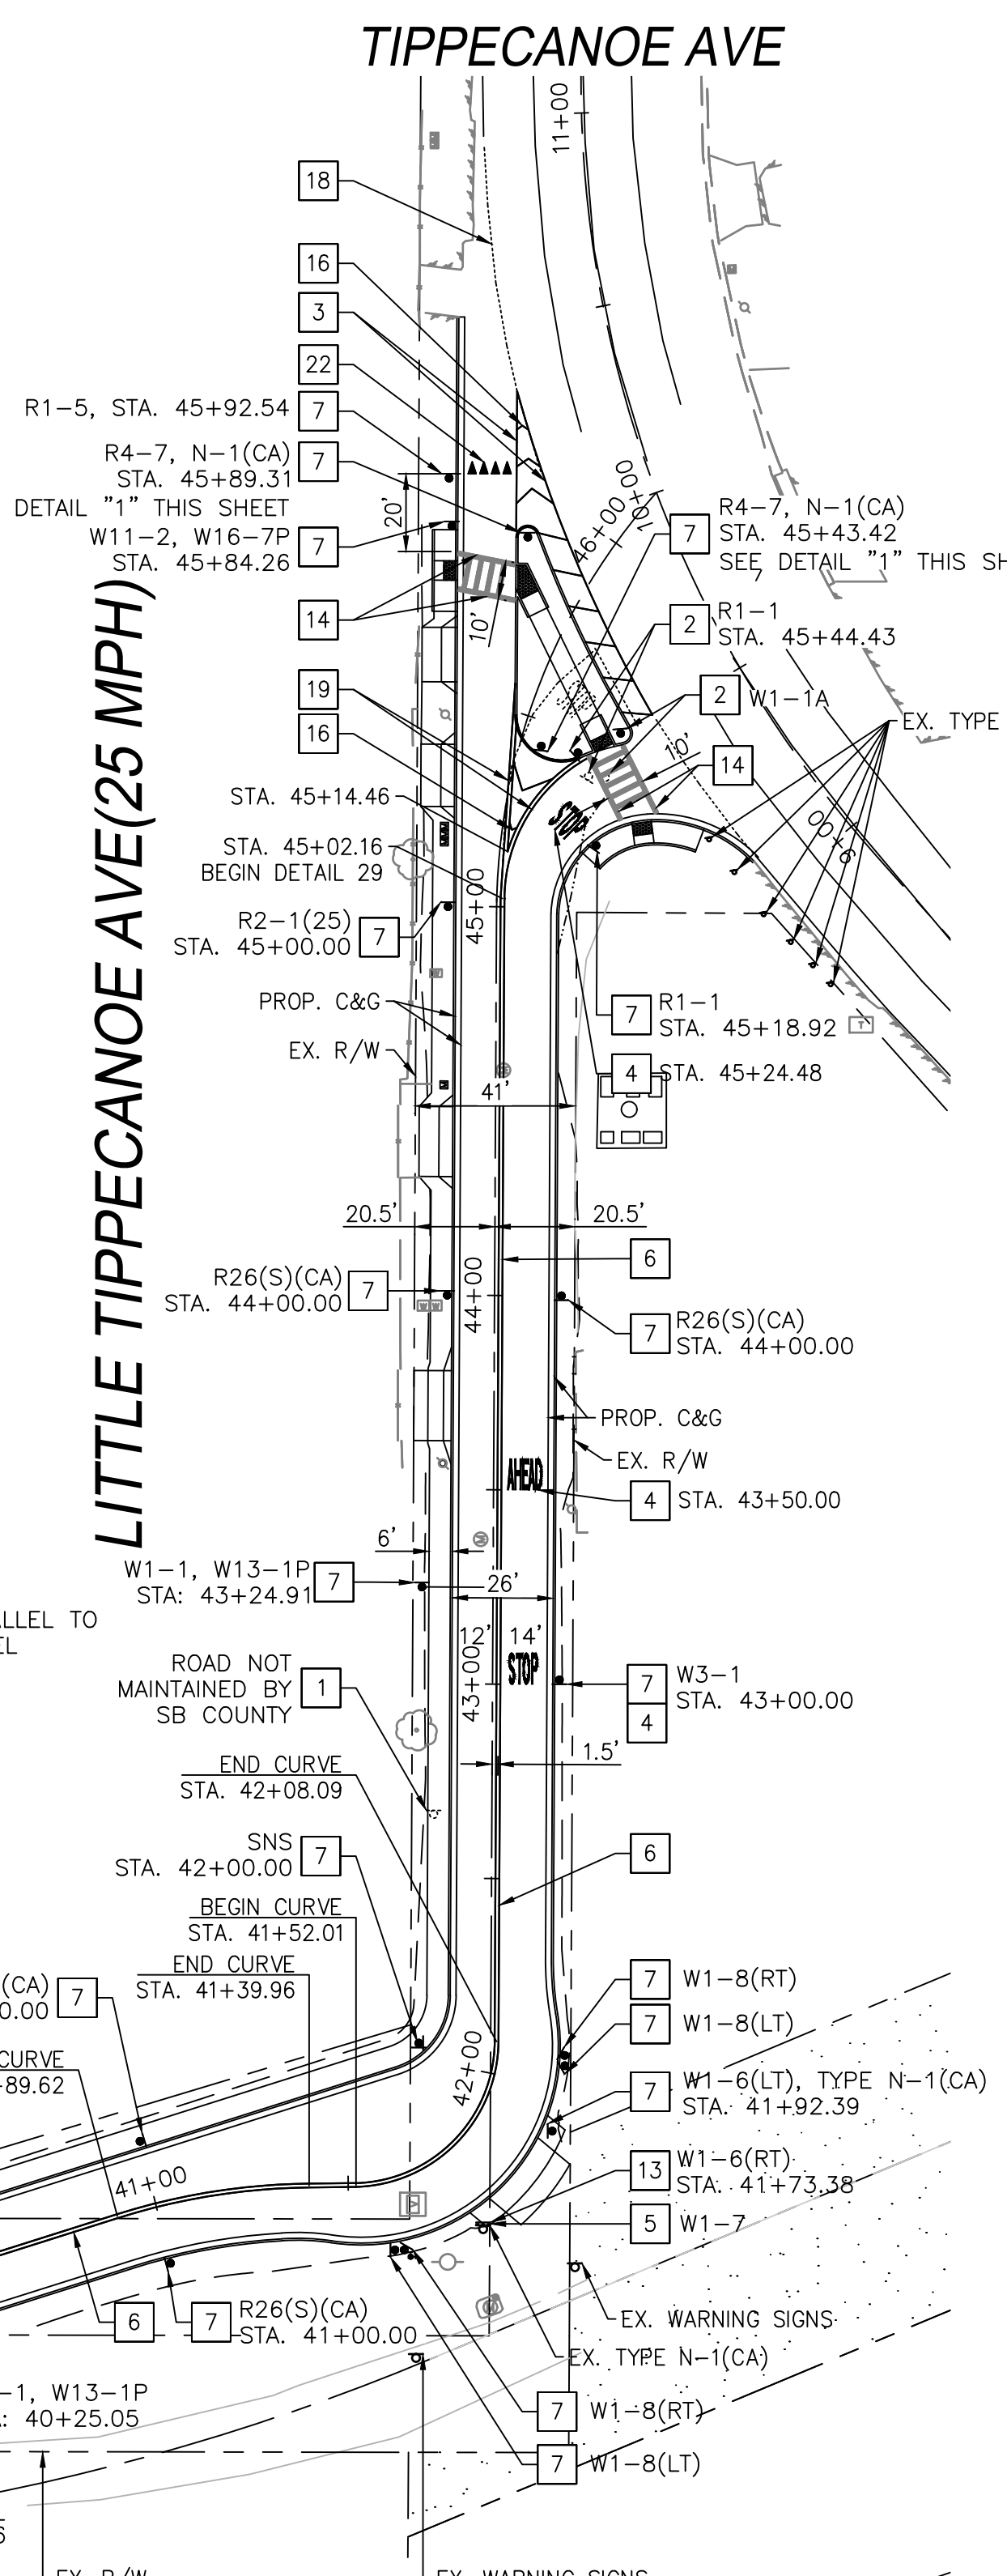 TIPPECANOE AVE
11+00
18
16
3
22
R1-5, STA. 45+92.54
7
R4-7, N-1(CA)
STA. 45+89.31
7
DETAIL "1" THIS SHEET
W11-2, W16-7P
STA. 45+84.26
7
20'
10+00
46+00
7
R4-7, N-1(CA)
STA. 45+43.42
SEE DETAIL "1" THIS SH
14
10'
2
R1-1
STA. 45+44.43
19
16
2
W1-1A
EX. TYPE
10'
14
STOP
9+00
STA. 45+14.46
STA. 45+02.16
BEGIN DETAIL 29
45+00
R2-1(25)
STA. 45+00.00
7
PROP. C&G
EX. R/W
7
R1-1
STA. 45+18.92
T
4
STA. 45+24.48
41'
LITTLE TIPPECANOE AVE(25 MPH)
20.5'
20.5'
6
R26(S)(CA)
STA. 44+00.00
7
44+00
7
R26(S)(CA)
STA. 44+00.00
PROP. C&G
EX. R/W
AHEAD
4
STA. 43+50.00
6'
W1-1, W13-1P
STA: 43+24.91
7
26'
ALLEL TO
EL
12'
14'
STOP
43+00
ROAD NOT
MAINTAINED BY
SB COUNTY
1
7
W3-1
STA. 43+00.00
4
1.5'
END CURVE
STA. 42+08.09
SNS
STA. 42+00.00
7
6
BEGIN CURVE
STA. 41+52.01
END CURVE
STA. 41+39.96
(CA)
0.00
7
7
W1-8(RT)
7
W1-8(LT)
CURVE
89.62
42+00
7
W1-6(LT), TYPE N-1(CA)
STA. 41+92.39
41+00
13
W1-6(RT)
STA. 41+73.38
5
W1-7
6
7
R26(S)(CA)
STA. 41+00.00
EX. WARNING SIGNS
EX. TYPE N-1(CA)
-1, W13-1P
: 40+25.05
7
W1-8(RT)
7
W1-8(LT)
EX. R/W
EX. WARNING SIGNS